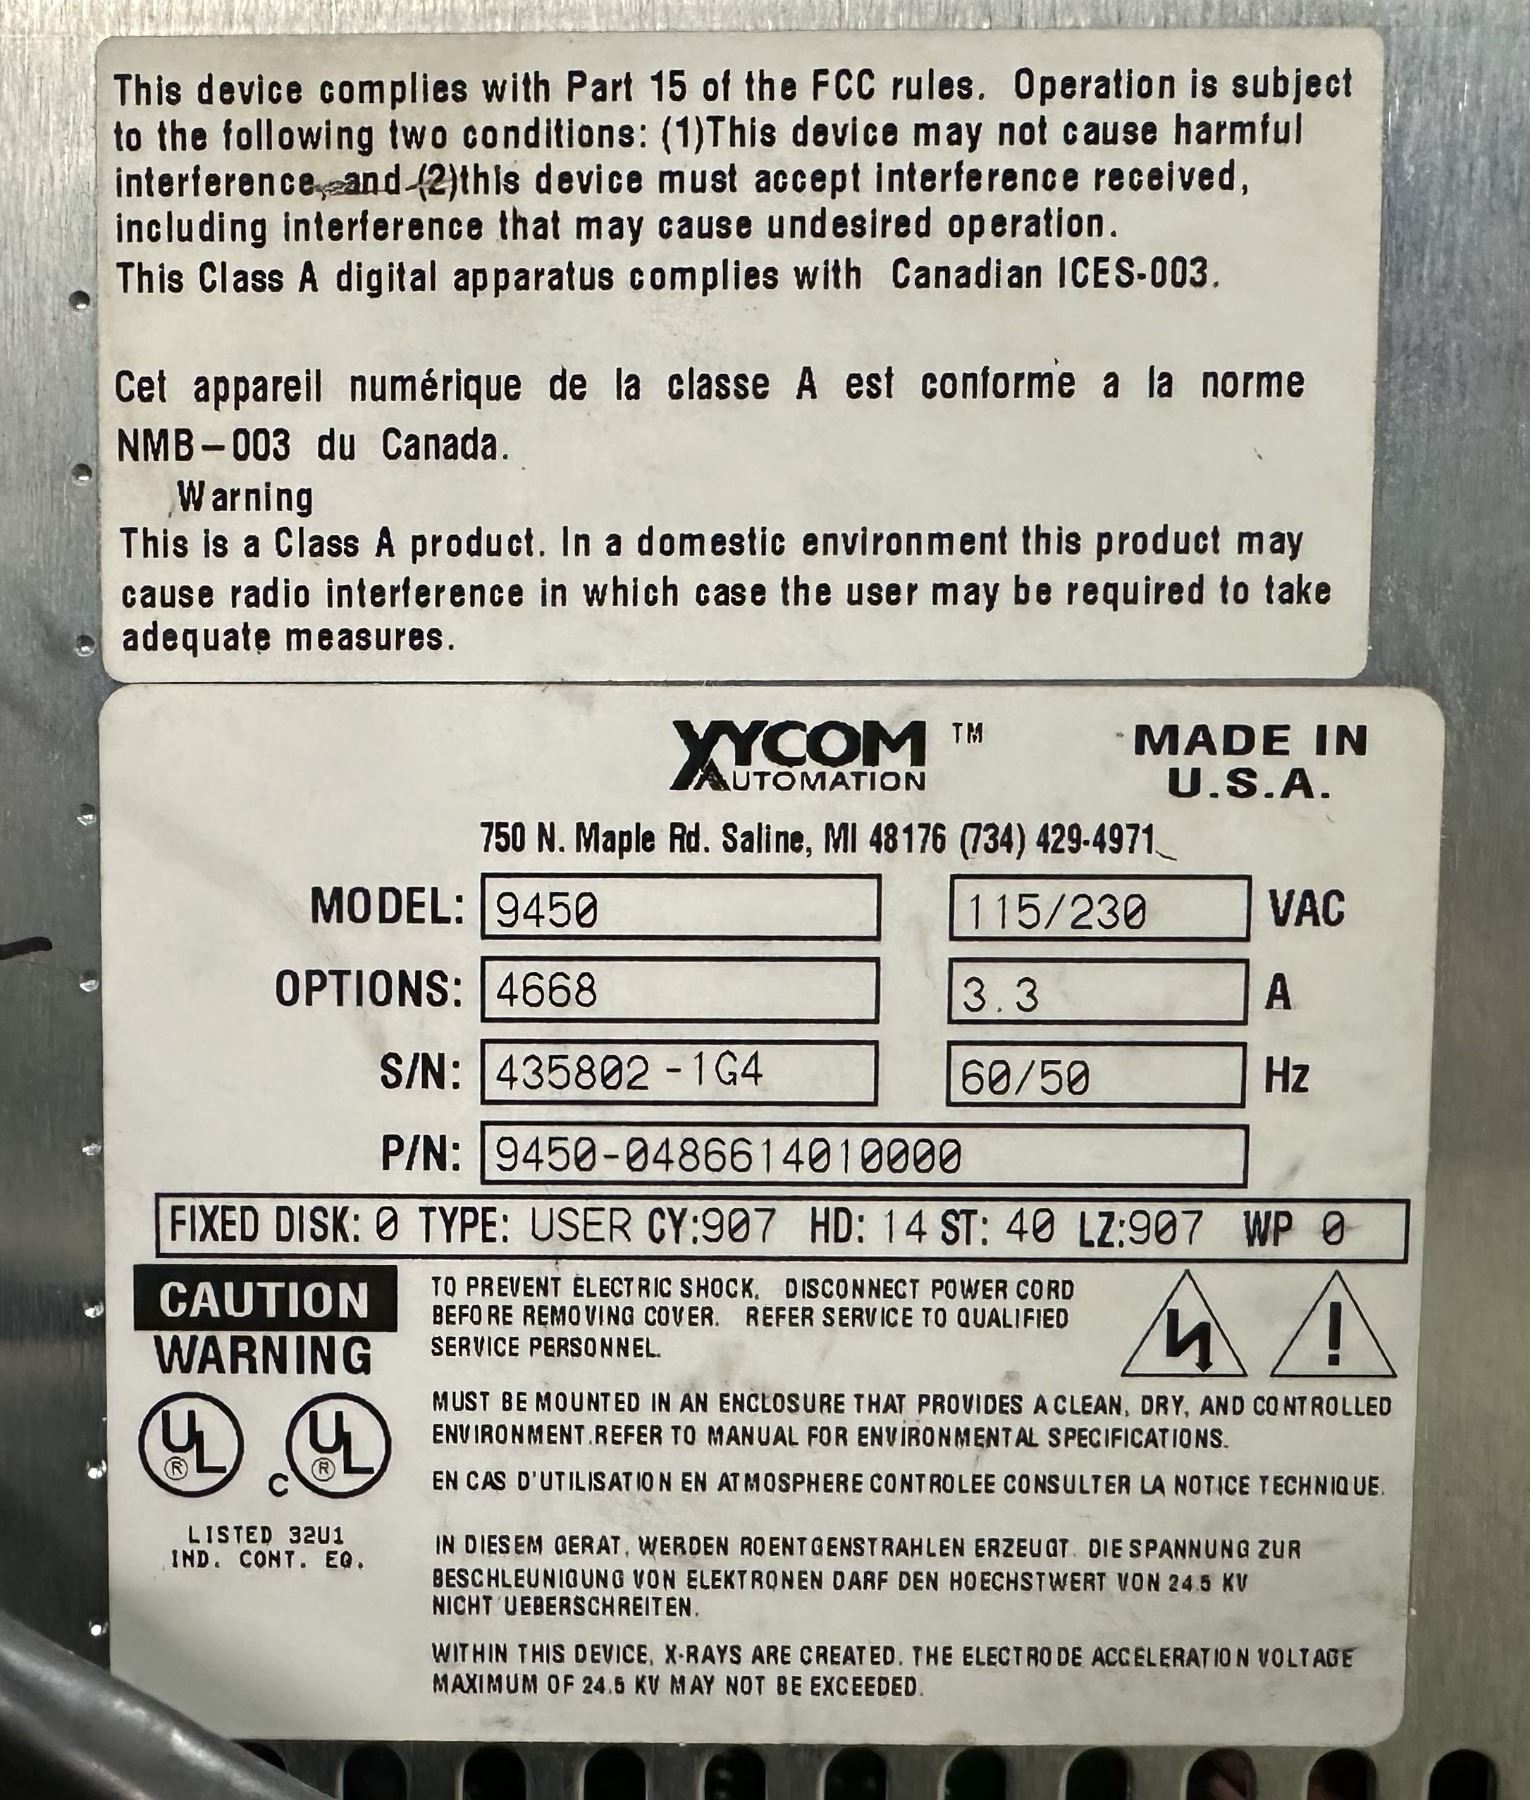 This device complies with Part 15 of the FCC rules. Operation is subject
to the following two conditions: (1)This device may not cause harmful
interference, and (2)this device must accept interference received,
including interference that may cause undesired operation.
This Class A digital apparatus complies with Canadian ICES-003.
Cet appareil numérique de la classe A est conforme a la norme
NMB-003 du Canada.
Warning
This is a Class A product. In a domestic environment this product may
cause radio interference in which case the user may be required to take
adequate measures.
XYCOM ™ MADE IN
AUTOMATION U.S.A.
750 N. Maple Rd. Saline, MI 48176 (734) 429-4971
MODEL: 9450 115/230 VAC
OPTIONS: 4668 3.3 A
S/N: 435802-1G4 60/50 Hz
P/N: 9450-0486614010000
FIXED DISK: 0 TYPE: USER CY:907 HD: 14 ST: 40 LZ:907 WP 0
CAUTION
WARNING
TO PREVENT ELECTRIC SHOCK, DISCONNECT POWER CORD
BEFORE REMOVING COVER. REFER SERVICE TO QUALIFIED
SERVICE PERSONNEL.
MUST BE MOUNTED IN AN ENCLOSURE THAT PROVIDES A CLEAN, DRY, AND CONTROLLED
ENVIRONMENT.REFER TO MANUAL FOR ENVIRONMENTAL SPECIFICATIONS.
EN CAS D'UTILISATION EN ATMOSPHERE CONTROLEE CONSULTER LA NOTICE TECHNIQUE.
UL ® C UL ®
LISTED 32U1
IND. CONT. EQ.
IN DIESEM GERAT, WERDEN ROENTGENSTRAHLEN ERZEUGT. DIE SPANNUNG ZUR
BESCHLEUNIGUNG VON ELEKTRONEN DARF DEN HOECHSTWERT VON 24.5 KV
NICHT UEBERSCHREITEN.
WITHIN THIS DEVICE, X-RAYS ARE CREATED. THE ELECTRODE ACCELERATION VOLTAGE
MAXIMUM OF 24.5 KV MAY NOT BE EXCEEDED.